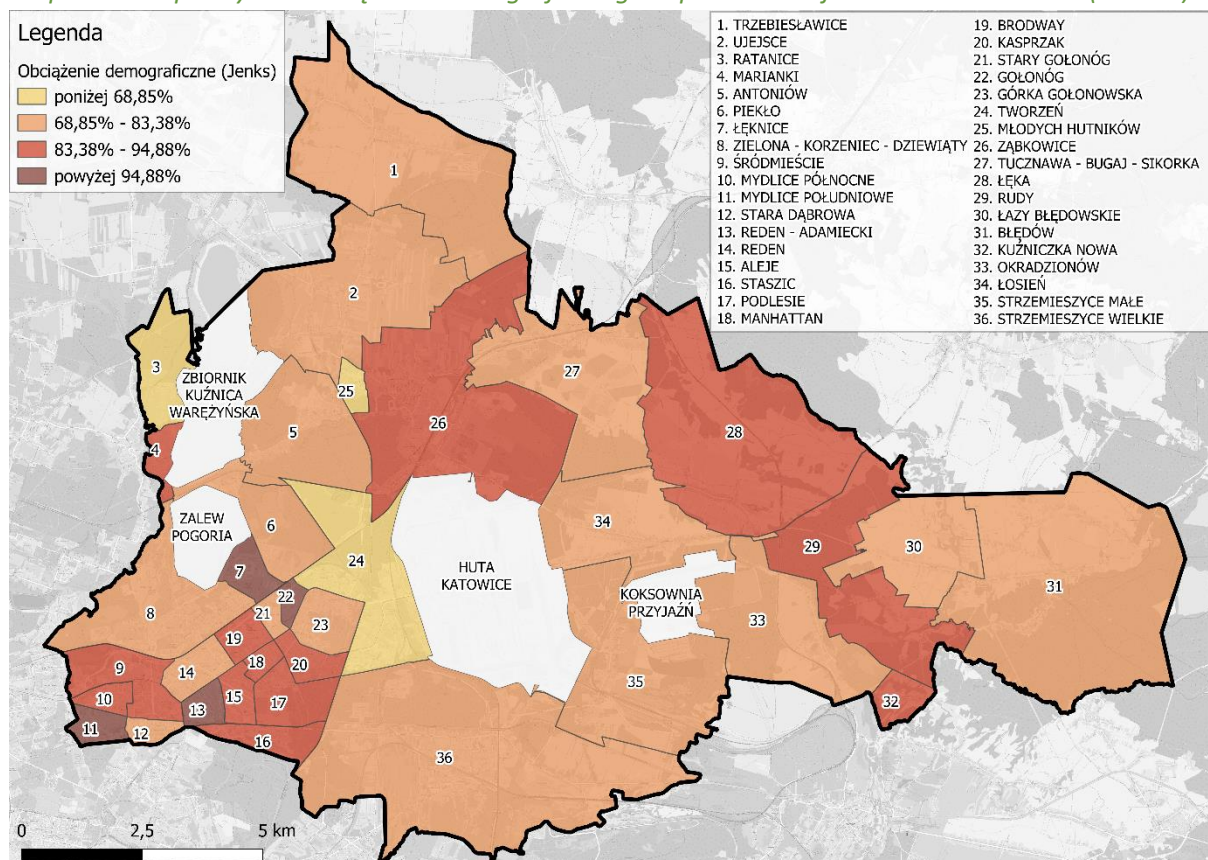 Legenda
Obciążenie demograficzne (Jenks)
poniżej 68,85%
68,85% - 83,38%
83,38% - 94,88%
powyżej 94,88%
1. TRZEBIESŁAWICE
2. UJEJSCE
3. RATANICE
4. MARIANKI
5. ANTONIÓW
6. PIEKŁO
7. ŁĘKNICE
8. ZIELONA - KORZENIEC - DZIEWIĄTY
9. ŚRÓDMIEŚCIE
10. MYDLICE PÓŁNOCNE
11. MYDLICE POŁUDNIOWE
12. STARA DĄBROWA
13. REDEN - ADAMIECKI
14. REDEN
15. ALEJE
16. STASZIC
17. PODLESIE
18. MANHATTAN
19. BRODWAY
20. KASPRZAK
21. STARY GOŁONÓG
22. GOŁONÓG
23. GÓRKA GOŁONOWSKA
24. TWORZEŃ
25. MŁODYCH HUTNIKÓW
26. ZĄBKOWICE
27. TUCZNAWA - BUGAJ - SIKORKA
28. ŁĘKA
29. RUDY
30. ŁAZY BŁĘDOWSKIE
31. BŁĘDÓW
32. KUŹNICZKA NOWA
33. OKRADZIONÓW
34. ŁOSIEŃ
35. STRZEMIESZYCE MAŁE
36. STRZEMIESZYCE WIELKIE
1
2
3
ZBIORNIK
KUŹNICA
WARĘŻYŃSKA
25
27
5
26
28
4
ZALEW
POGORIA
6
34
24
HUTA
KATOWICE
29
30
7
KOKSOWNIA
PRZYJAŹŃ
31
22
8
21
23
33
19
18
20
9
14
35
10
15
17
32
13
11
12
16
36
0
2,5
5 km